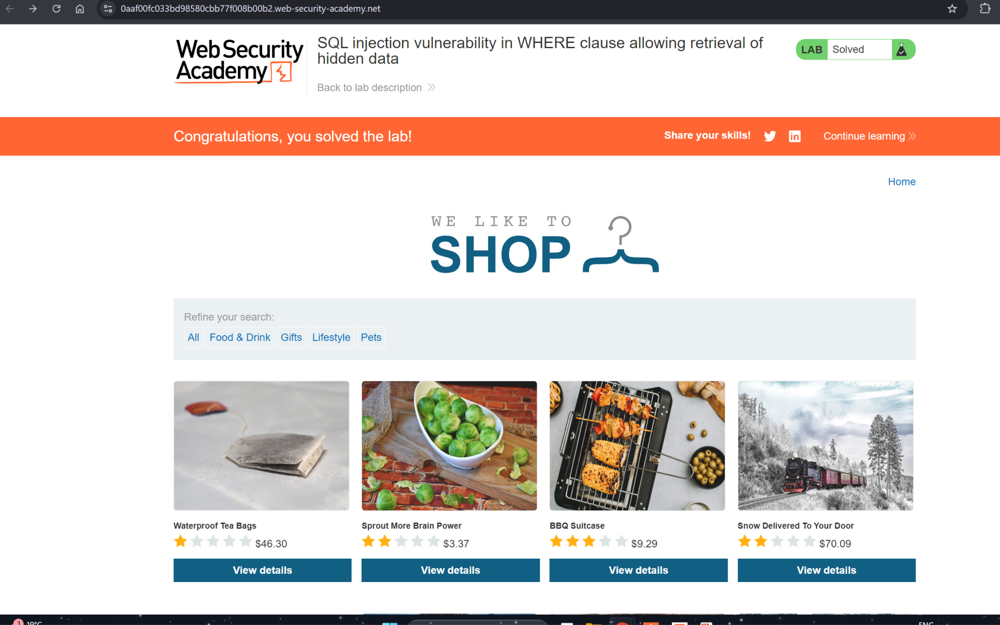 0aaf00fc033bd98580cbb77f008b00b2.web-security-academy.net
Web Security
Academy
SQL injection vulnerability in WHERE clause allowing retrieval of
hidden data
Back to lab description
LAB Solved
Congratulations, you solved the lab!
Share your skills!
Continue learning
Home
WE LIKE TO
SHOP
Refine your search:
All Food & Drink Gifts Lifestyle Pets
Waterproof Tea Bags
$46.30
View details
Sprout More Brain Power
$3.37
View details
BBQ Suitcase
$9.29
View details
Snow Delivered To Your Door
$70.09
View details
1
19°C
ENG